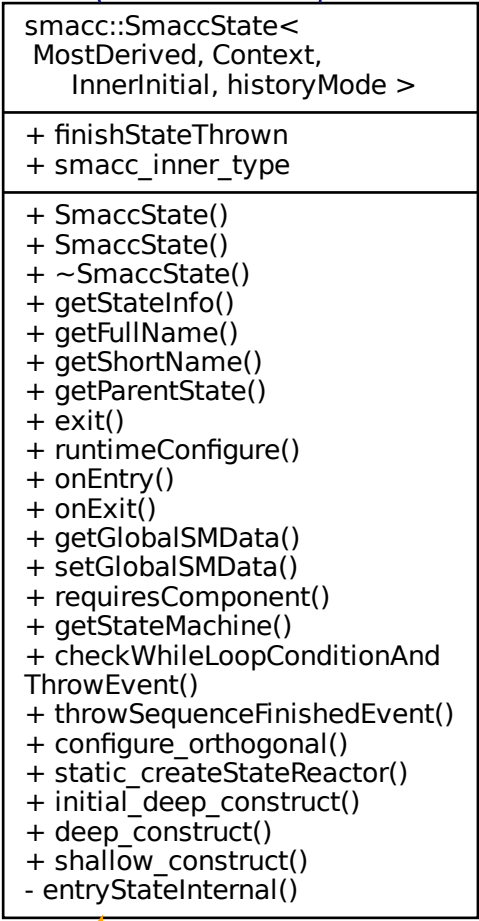 smacc::SmaccState<
MostDerived, Context,
InnerInitial, historyMode >
+ finishStateThrown
+ smacc_inner_type
+ SmaccState()
+ SmaccState()
+ ~SmaccState()
+ getStateInfo()
+ getFullName()
+ getShortName()
+ getParentState()
+ exit()
+ runtimeConfigure()
+ onEntry()
+ onExit()
+ getGlobalSMData()
+ setGlobalSMData()
+ requiresComponent()
+ getStateMachine()
+ checkWhileLoopConditionAnd
ThrowEvent()
+ throwSequenceFinishedEvent()
+ configure_orthogonal()
+ static_createStateReactor()
+ initial_deep_construct()
+ deep_construct()
+ shallow_construct()
- entryStateInternal()